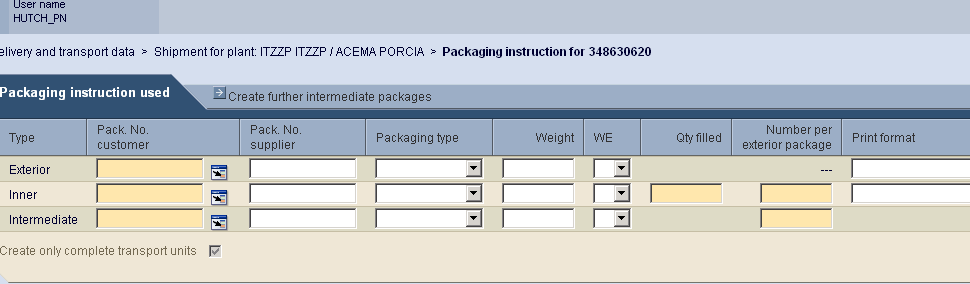 User name
HUTCH_PN
elivery and transport data > Shipment for plant: ITZZP ITZZP / ACEMA PORCIA > Packaging instruction for 348630620
Packaging instruction used
Create further intermediate packages
Type
Pack. No. customer
Pack. No. supplier
Packaging type
Weight
WE
Qty filled
Number per exterior package
Print format
Exterior
---
Inner
Intermediate
Create only complete transport units